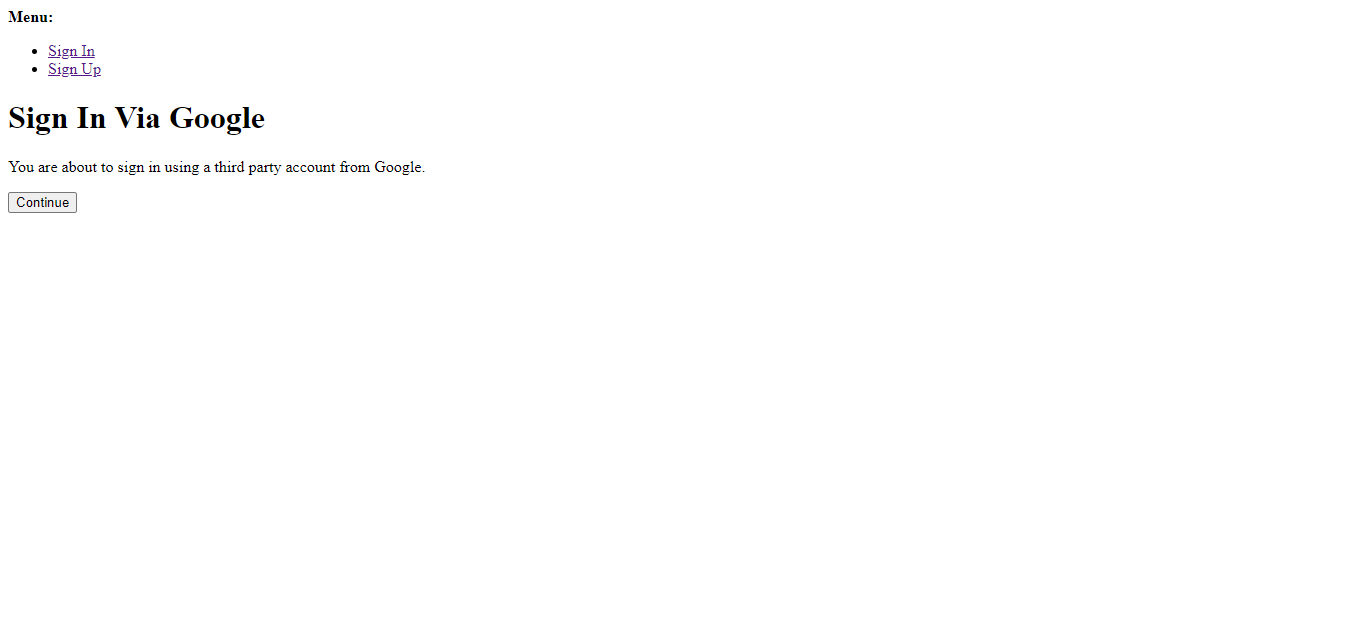 Menu:
Sign In
Sign Up
Sign In Via Google
You are about to sign in using a third party account from Google.
Continue